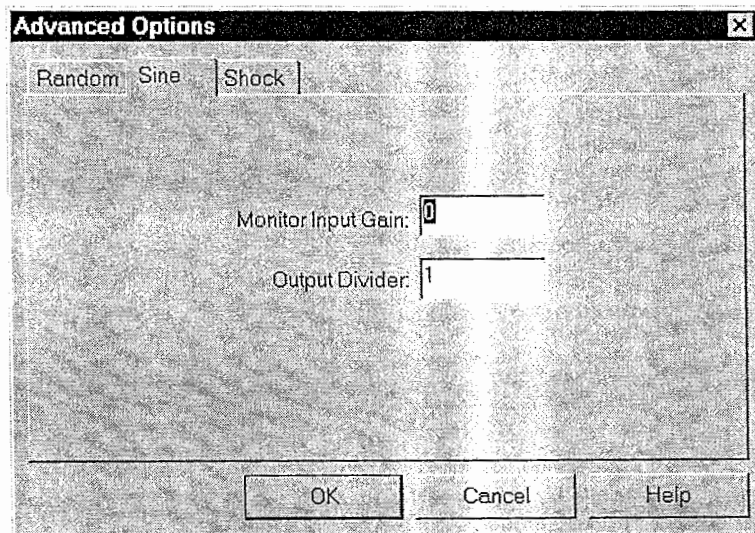 Advanced Options
Random Sine Shock
Monitor Input Gain: 0
Output Divider: 1
OK Cancel Help